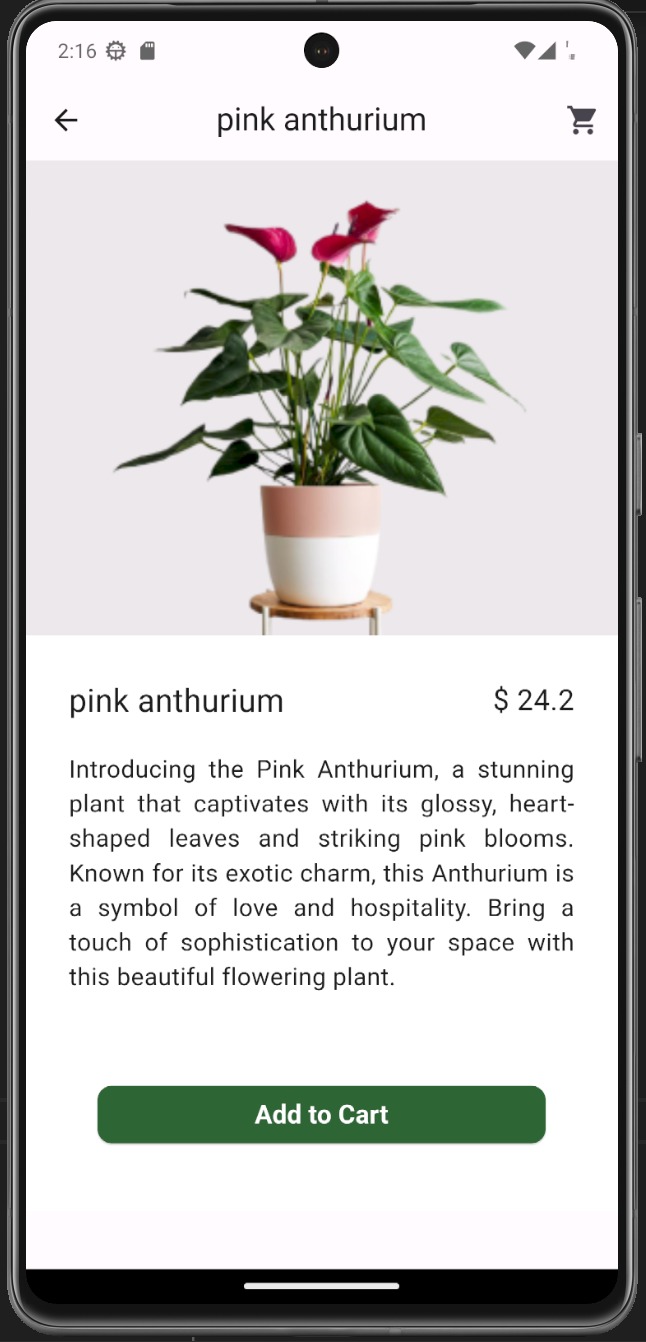 2:16
pink anthurium
pink anthurium
$ 24.2
Introducing the Pink Anthurium, a stunning
plant that captivates with its glossy, heart-
shaped leaves and striking pink blooms.
Known for its exotic charm, this Anthurium is
a symbol of love and hospitality. Bring a
touch of sophistication to your space with
this beautiful flowering plant.
Add to Cart